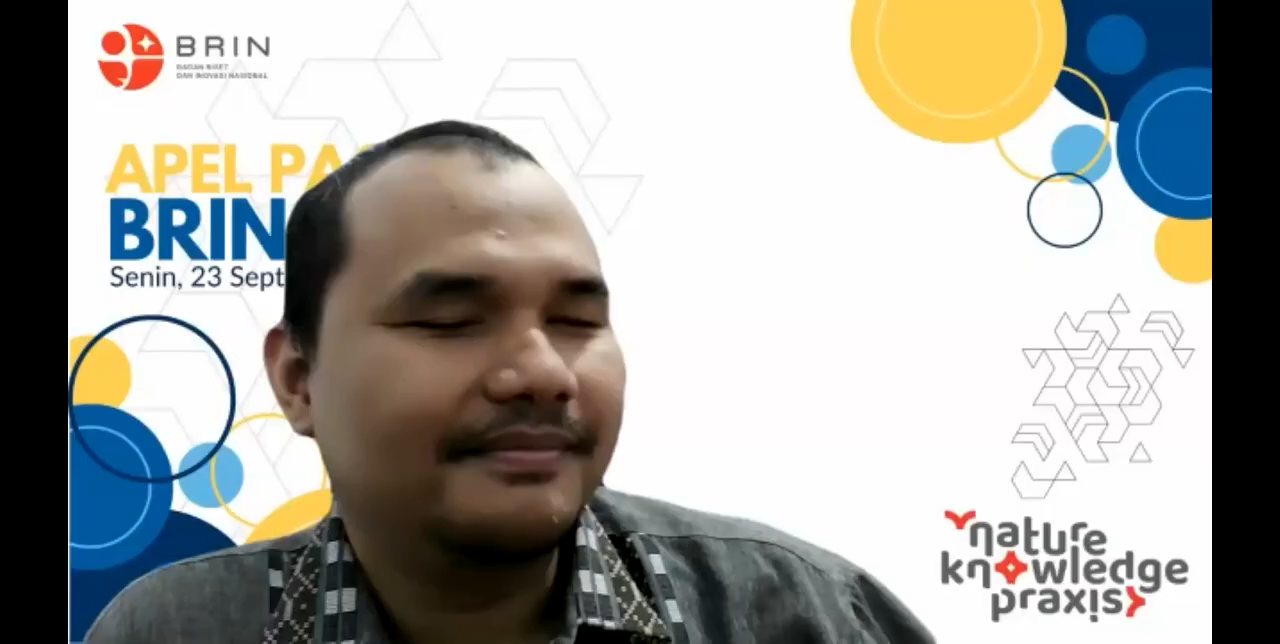 BRIN
BADAN RISET
DAN INOVASI NASIONAL
APEL PA
BRIN
Senin, 23 Sept
nature
knowledge
praxis